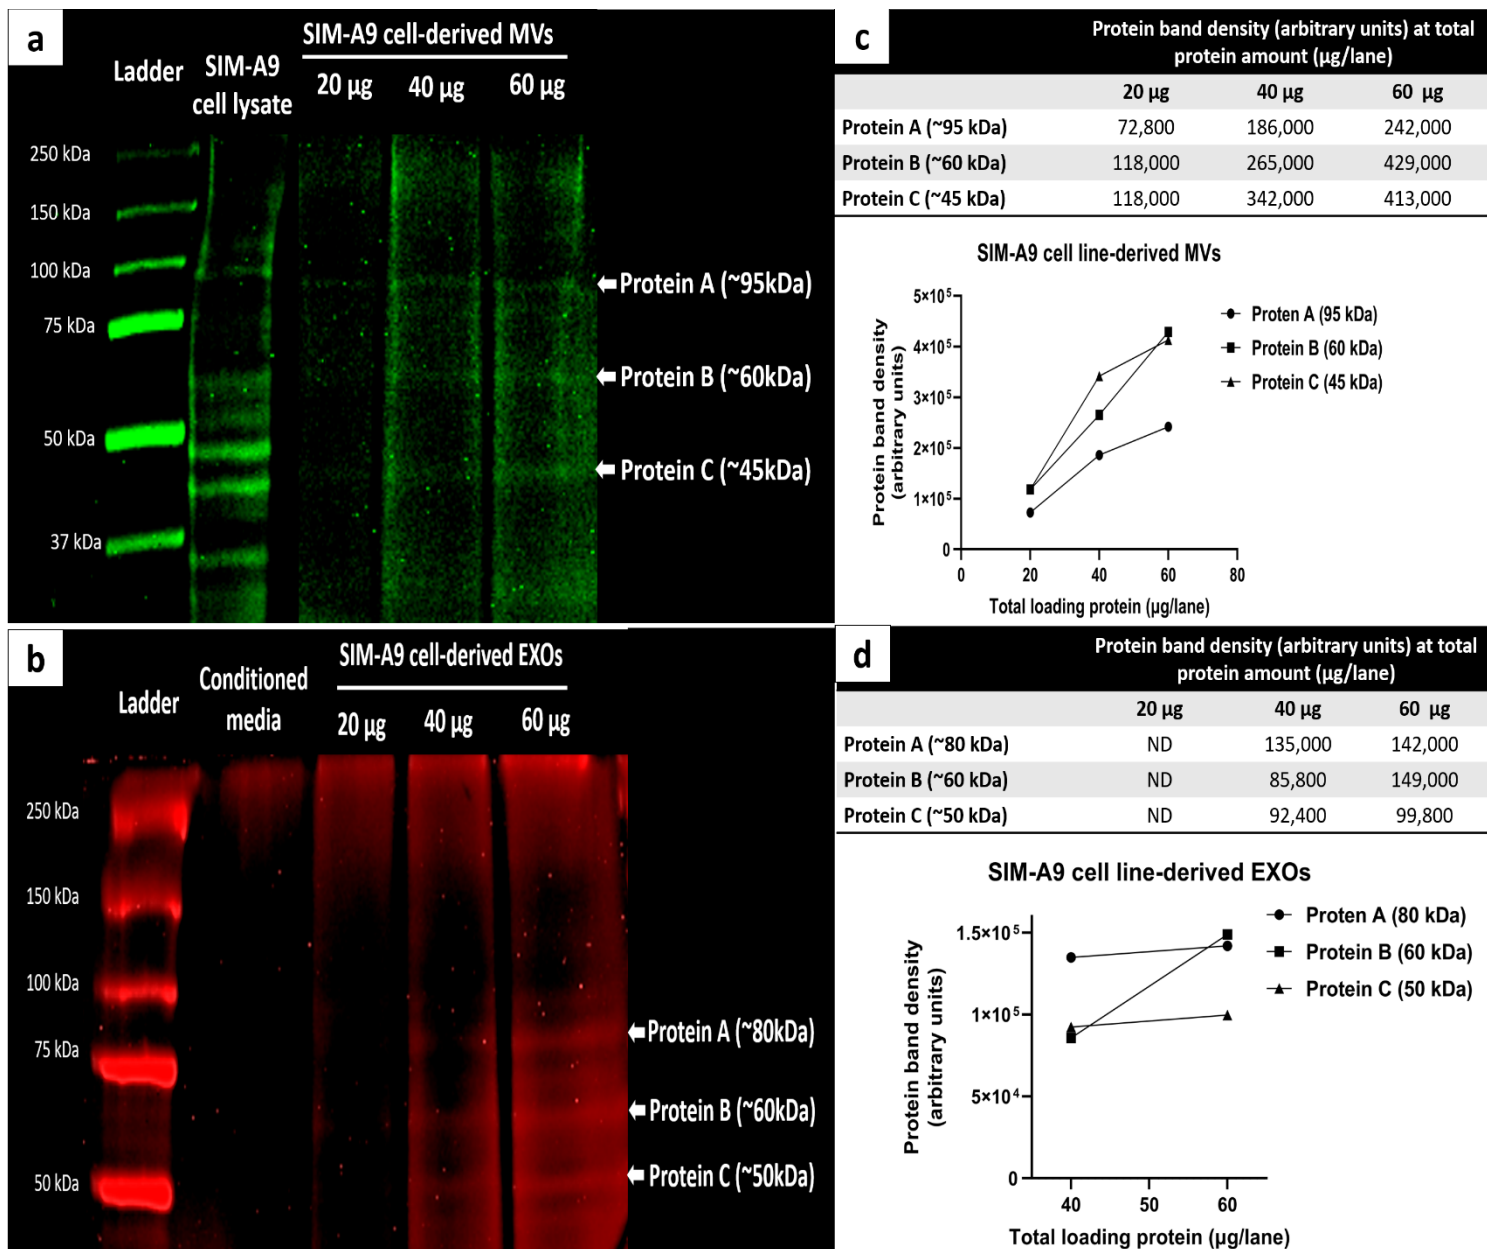 a
SIM-A9 cell-derived MVs
Ladder
SIM-A9
cell lysate
20 µg
40 µg
60 µg
250 kDa
150 kDa
100 kDa
75 kDa
50 kDa
37 kDa
Protein A (~95kDa)
Protein B (~60kDa)
Protein C (~45kDa)
b
SIM-A9 cell-derived EXOs
Ladder
Conditioned
media
20 µg
40 µg
60 µg
250 kDa
150 kDa
100 kDa
75 kDa
50 kDa
Protein A (~80kDa)
Protein B (~60kDa)
Protein C (~50kDa)
c
Protein band density (arbitrary units) at total
protein amount (µg/lane)
20 µg 40 µg 60 µg
Protein A (~95 kDa) 72,800 186,000 242,000
Protein B (~60 kDa) 118,000 265,000 429,000
Protein C (~45 kDa) 118,000 342,000 413,000
SIM-A9 cell line-derived MVs
Protein band density
(arbitrary units)
5×10⁵
4×10⁵
3×10⁵
2×10⁵
1×10⁵
0
0 20 40 60 80
Total loading protein (µg/lane)
Proten A (95 kDa)
Protein B (60 kDa)
Protein C (45 kDa)
d
Protein band density (arbitrary units) at total
protein amount (µg/lane)
20 µg 40 µg 60 µg
Protein A (~80 kDa) ND 135,000 142,000
Protein B (~60 kDa) ND 85,800 149,000
Protein C (~50 kDa) ND 92,400 99,800
SIM-A9 cell line-derived EXOs
Protein band density
(arbitrary units)
1.5×10⁵
1×10⁵
5×10⁴
0
40 50 60
Total loading protein (µg/lane)
Proten A (80 kDa)
Protein B (60 kDa)
Protein C (50 kDa)